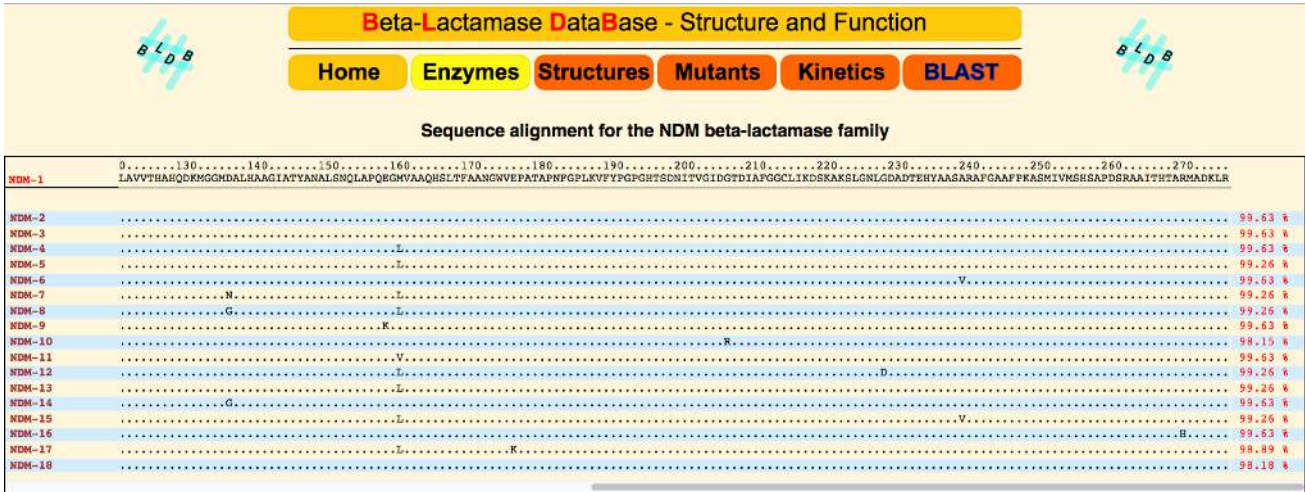 Beta-Lactamase DataBase - Structure and Function
B L D B
B L D B
Home Enzymes Structures Mutants Kinetics BLAST
Sequence alignment for the NDM beta-lactamase family
0.......130.......140.......150.......160.......170.......180.......190.......200.......210.......220.......230.......240.......250.......260.......270.....
NDM-1 LAVVTHAHQDKMGGMDALHAAGIATYANALSNQLAPQEGMVAAQHSLTFAANGWVEPATAPNFGPLKVFYPGPGHTSDNITVGIDGTDIAFGGCLIKDSKAKSLGNLGDADTEHYAASARAFGAAFPKASMIVMSHSAPDSRAAITHTARMADKLR
NDM-2 99.63 %
NDM-3 99.63 %
NDM-4 L 99.63 %
NDM-5 L 99.26 %
NDM-6 V 99.63 %
NDM-7 N L 99.26 %
NDM-8 G L 99.26 %
NDM-9 K 99.63 %
NDM-10 R 98.15 %
NDM-11 V 99.63 %
NDM-12 L D 99.26 %
NDM-13 L 99.26 %
NDM-14 G 99.63 %
NDM-15 L V 99.26 %
NDM-16 H 99.63 %
NDM-17 L K 98.89 %
NDM-18 98.18 %